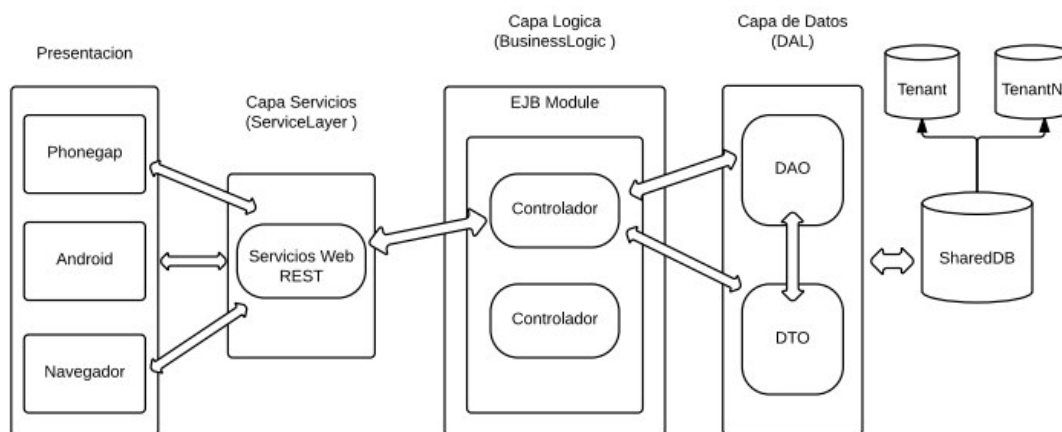 Presentacion
Phonegap
Android
Navegador
Capa Servicios
(ServiceLayer )
Servicios Web
REST
Capa Logica
(BusinessLogic )
EJB Module
Controlador
Controlador
Capa de Datos
(DAL)
DAO
DTO
Tenant
TenantN
SharedDB